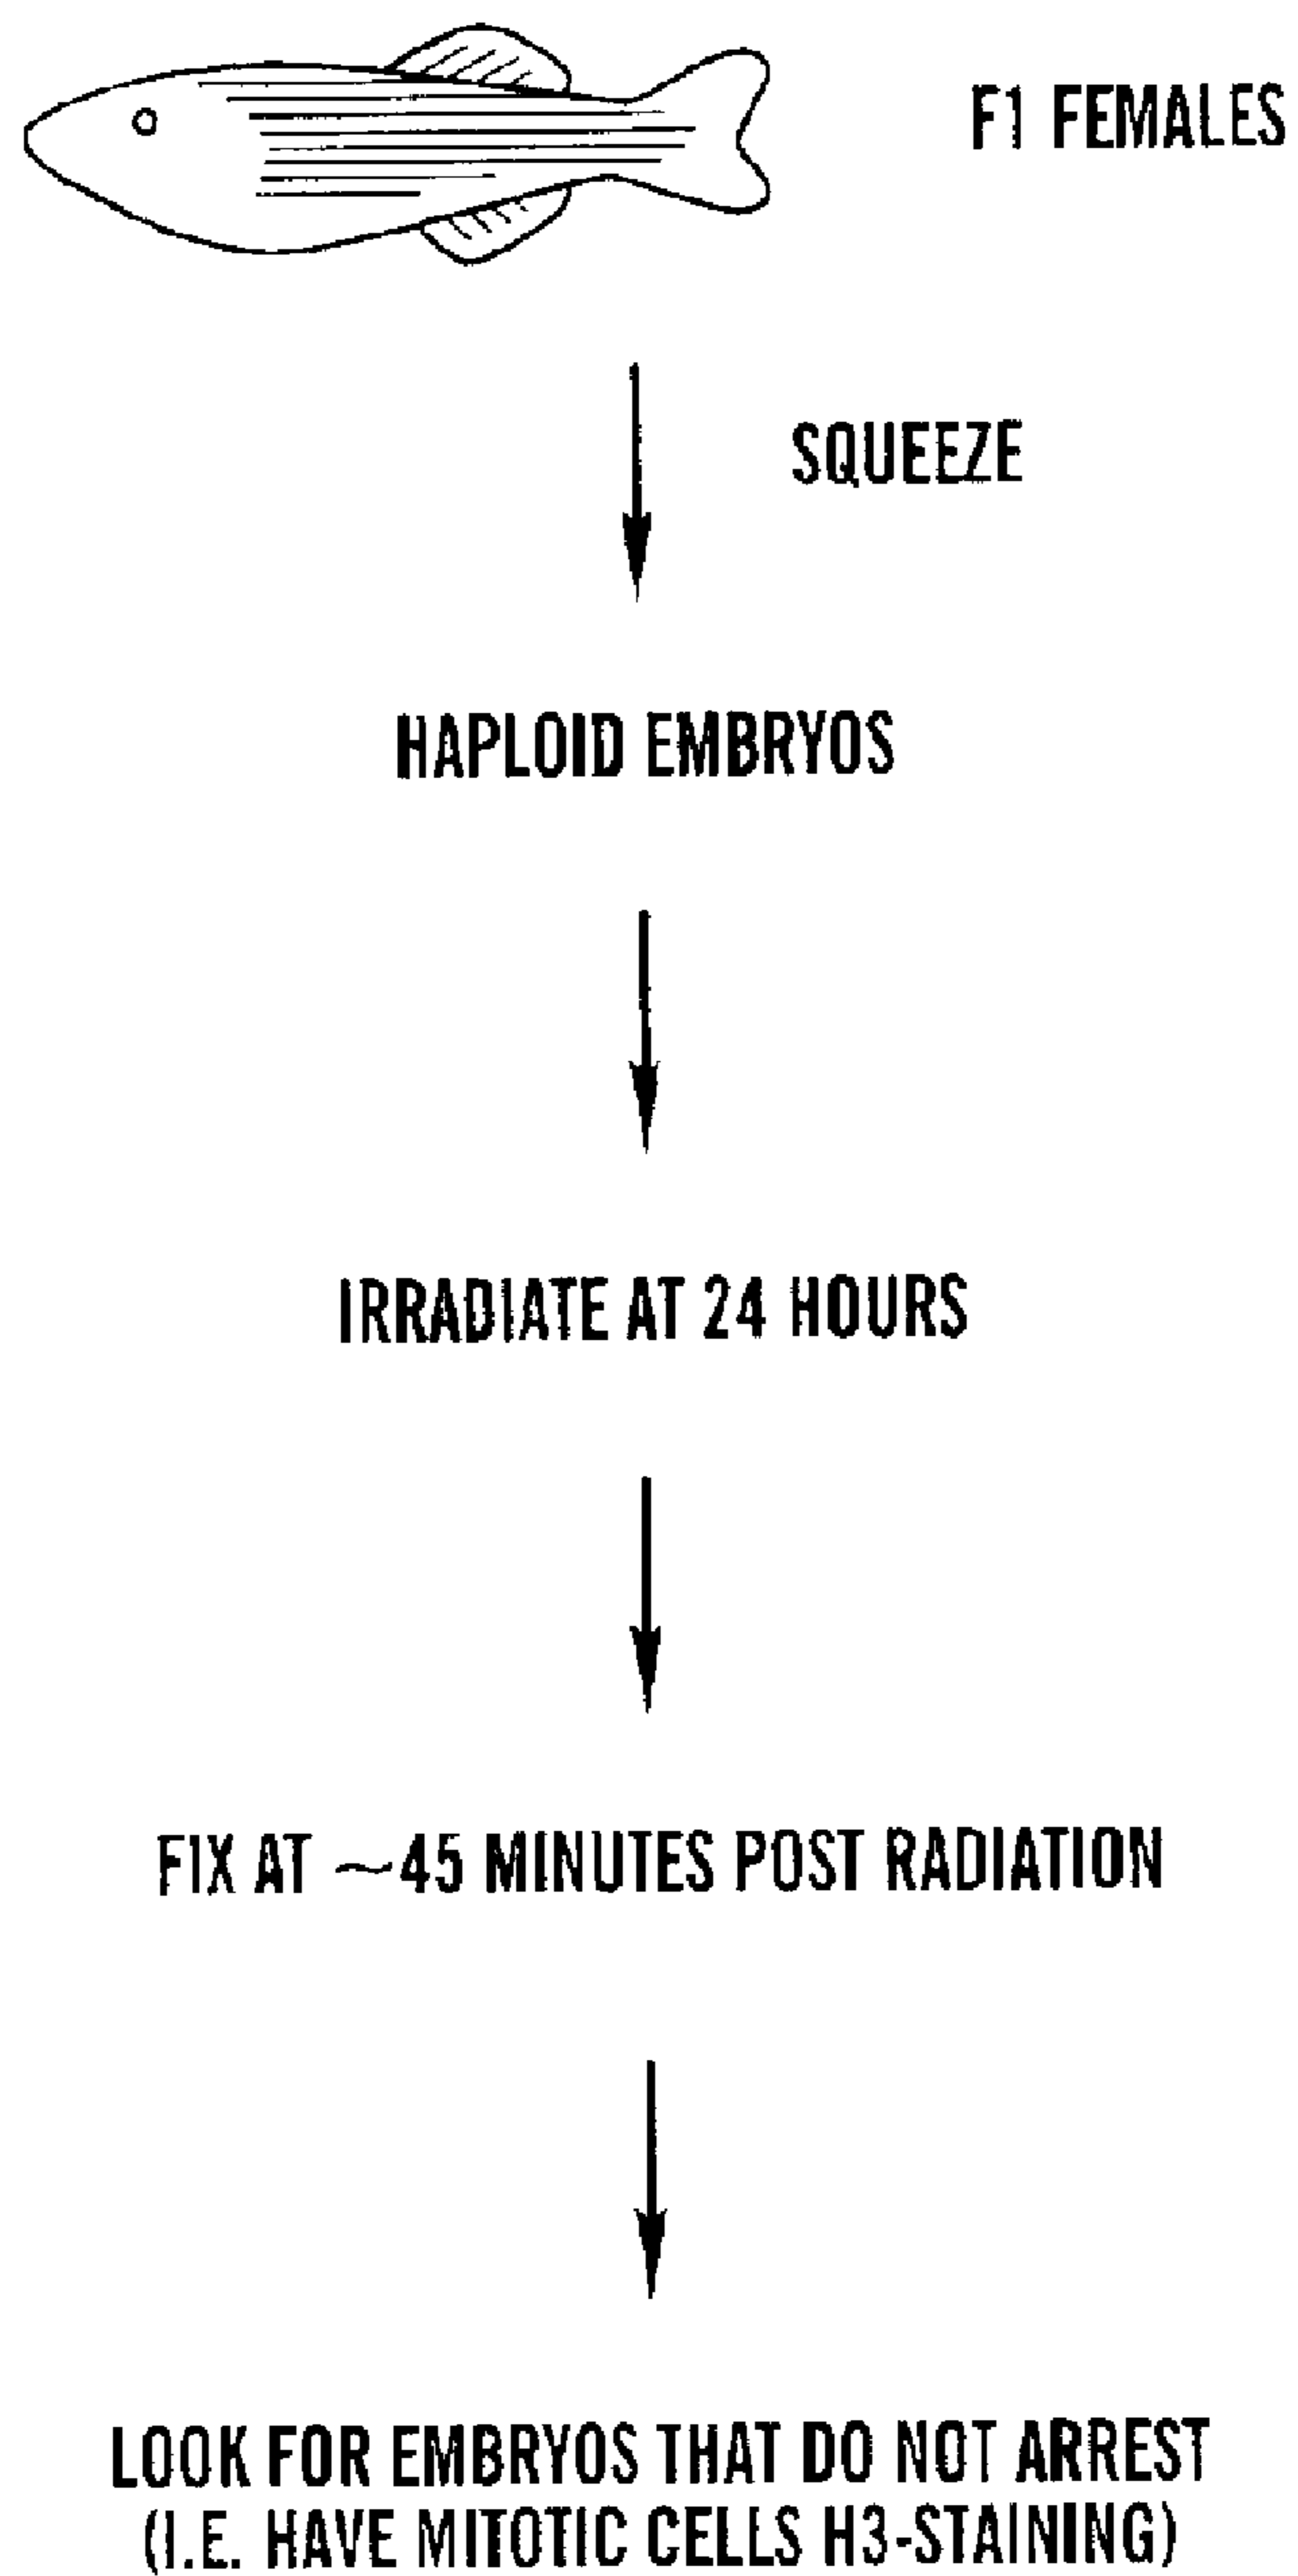 F1 FEMALES
SQUEEZE
HAPLOID EMBRYOS
IRRADIATE AT 24 HOURS
FIX AT ~45 MINUTES POST RADIATION
LOOK FOR EMBRYOS THAT DO NOT ARREST
(I.E. HAVE MITOTIC CELLS H3-STAINING)